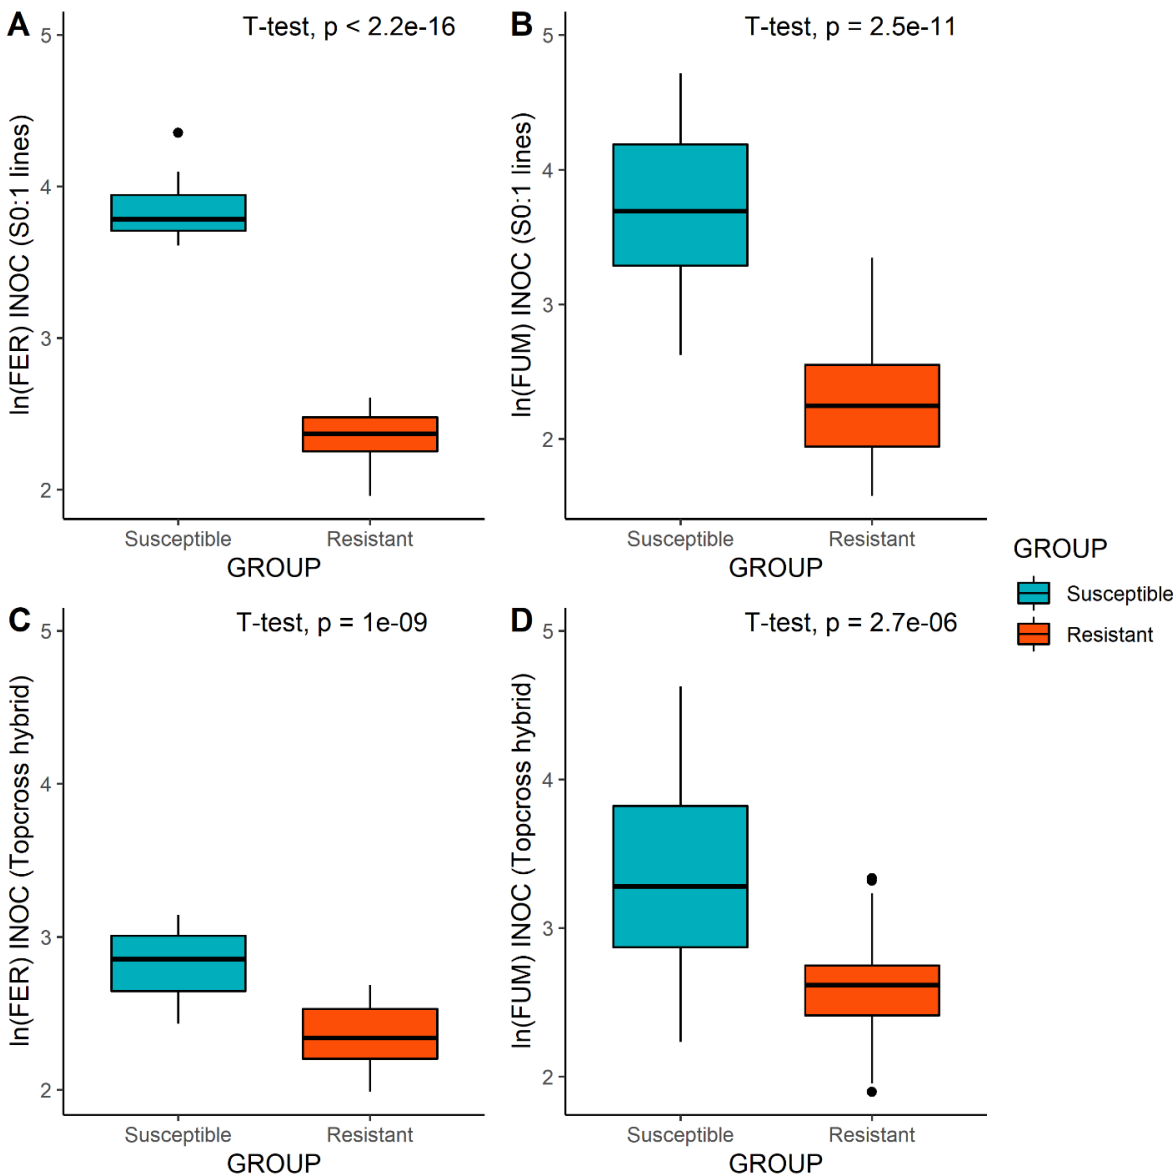 A
T-test, p < 2.2e-16
5
4
3
2
ln(FER) INOC (S0:1 lines)
Susceptible
Resistant
GROUP
B
T-test, p = 2.5e-11
5
4
3
2
ln(FUM) INOC (S0:1 lines)
Susceptible
Resistant
GROUP
GROUP
Susceptible
Resistant
C
T-test, p = 1e-09
5
4
3
2
ln(FER) INOC (Topcross hybrid)
Susceptible
Resistant
GROUP
D
T-test, p = 2.7e-06
5
4
3
2
ln(FUM) INOC (Topcross hybrid)
Susceptible
Resistant
GROUP